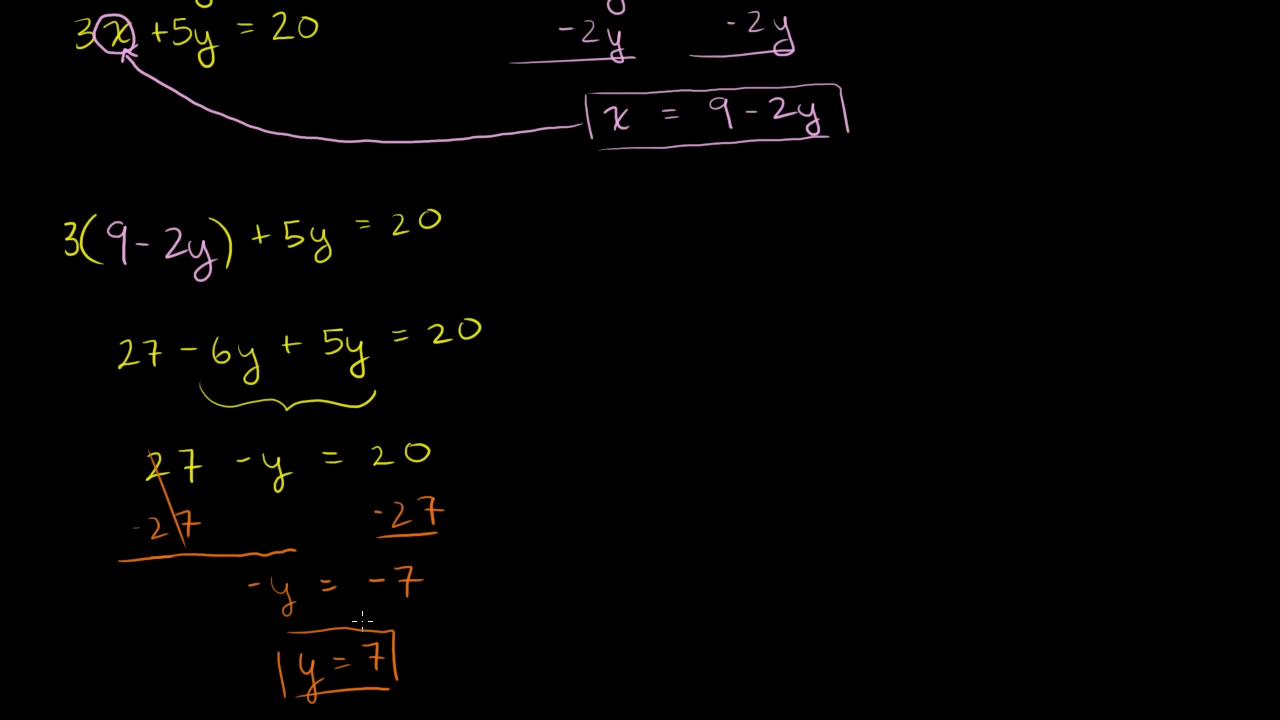 3x + 5y = 20
-2y -2y
x = 9 - 2y
3(9 - 2y) + 5y = 20
27 - 6y + 5y = 20
27 - y = 20
-27 -27
-y = -7
y = 7